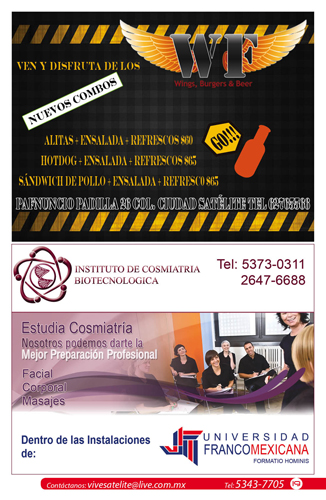 WF
Wings, Burgers & Beer
VEN Y DISFRUTA DE LOS
NUEVOS COMBOS
GO!!!
ALITAS + ENSALADA + REFRESCOS $60
HOTDOG + ENSALADA + REFRESCOS $65
SÁNDWICH DE POLLO + ENSALADA + REFRESCO $65
PAFNUNCIO PADILLA 26 COL. CIUDAD SATÉLITE TEL
INSTITUTO DE COSMIATRIA
BIOTECNOLOGICA
Tel: 5373-0311
2647-6688
Estudia Cosmiatria
Nosotros podemos darte la
Mejor Preparación Profesional
Facial
Corporal
Masajes
Dentro de las Instalaciones
de:
UNIVERSIDAD
FRANCOMEXICANA
FORMATIO HOMINIS
Contáctanos: vivesatelite@live.com.mx
Tel: 5343-7705